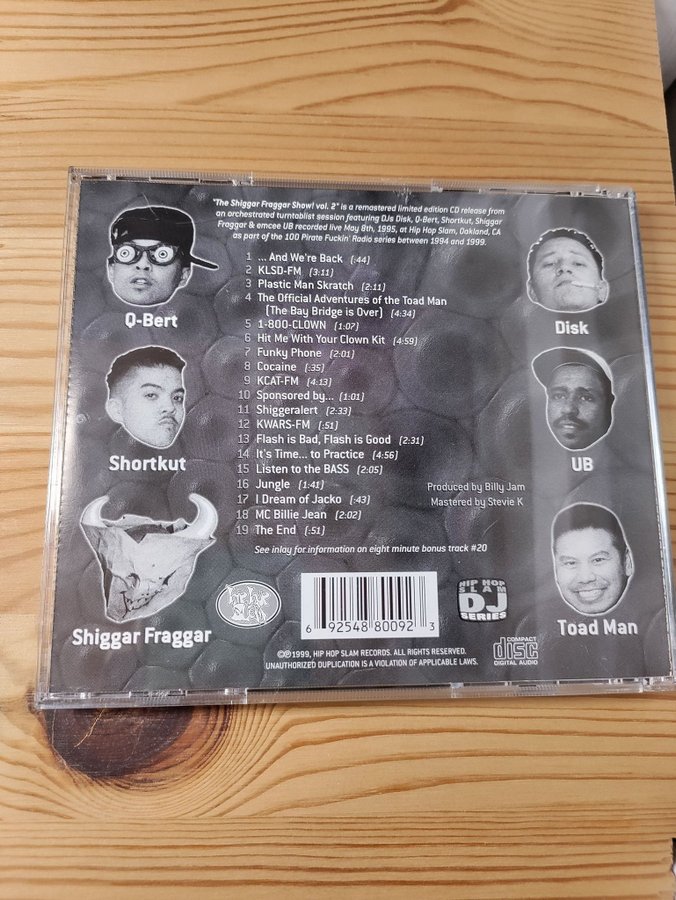 "The Shiggar Fraggar Show! vol. 2" is a remastered limited edition CD release from
an orchestrated turntablist session featuring DJs Disk, Q-Bert, Shortkut, Shiggar
Fraggar & emcee UB recorded live May 8th, 1995, at Hip Hop Slam, Oakland, CA
as part of the 100 Pirate Fuckin' Radio series between 1994 and 1999.
1 ... And We're Back (:44)
2 KLSD-FM (3:11)
3 Plastic Man Skratch (2:11)
4 The Official Adventures of the Toad Man
(The Bay Bridge is Over) (4:34)
5 1-800-CLOWN (1:07)
6 Hit Me With Your Clown Kit (4:59)
7 Funky Phone (2:01)
8 Cocaine (:35)
9 KCAT-FM (4:13)
10 Sponsored by... (1:01)
11 Shiggeralert (2:33)
12 KWARS-FM (:51)
13 Flash is Bad, Flash is Good (2:31)
14 It's Time... to Practice (4:56)
15 Listen to the BASS (2:05)
16 Jungle (1:41)
17 I Dream of Jacko (:43)
18 MC Billie Jean (2:02)
19 The End (:51)
See inlay for information on eight minute bonus track #20
Q-Bert
Shortkut
Shiggar Fraggar
Disk
UB
Toad Man
Produced by Billy Jam
Mastered by Stevie K
Hip Hop
Slam
6 92548 80092 3
HIP HOP
SLAM
DJ
SERIES
COMPACT
disc
DIGITAL AUDIO
©℗1999, HIP HOP SLAM RECORDS. ALL RIGHTS RESERVED.
UNAUTHORIZED DUPLICATION IS A VIOLATION OF APPLICABLE LAWS.